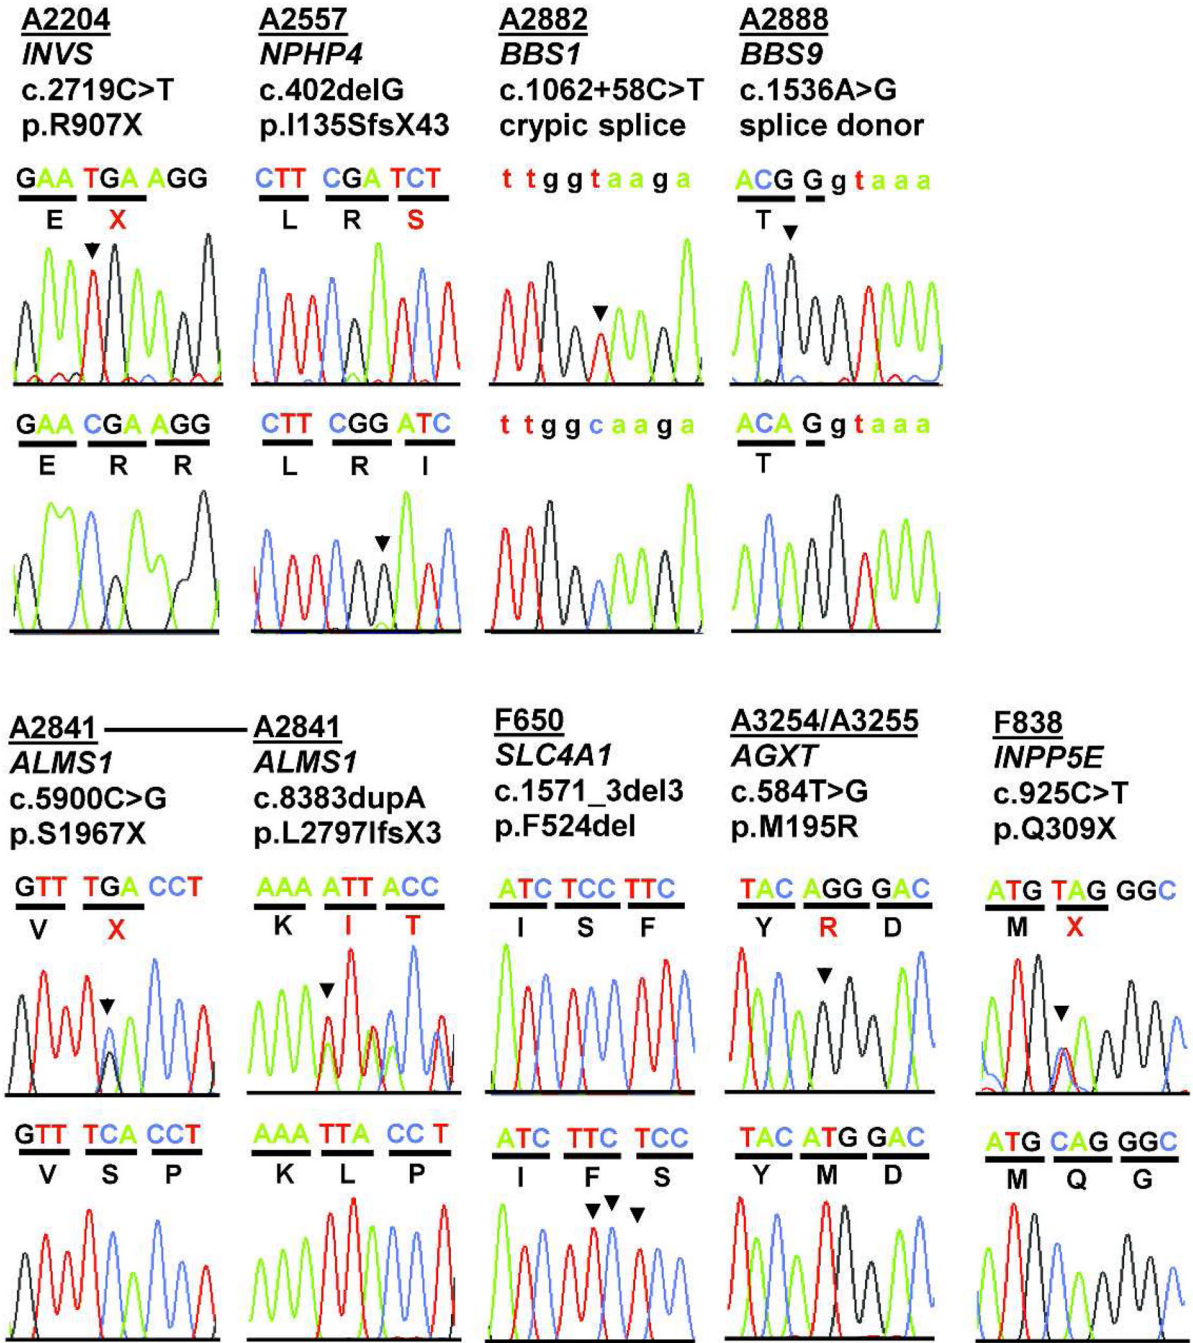 A2204
INVS
c.2719C>T
p.R907X
GAA TGA AGG
E X
GAA CGA AGG
E R R
A2557
NPHP4
c.402delG
p.I135SfsX43
CTT CGA TCT
L R S
CTT CGG ATC
L R I
A2882
BBS1
c.1062+58C>T
crypic splice
t t g g t a a g a
t t g g c a a g a
A2888
BBS9
c.1536A>G
splice donor
ACG G g t a a a
T
ACA G g t a a a
T
A2841
ALMS1
c.5900C>G
p.S1967X
GTT TGA CCT
V X
GTT TCA CCT
V S P
A2841
ALMS1
c.8383dupA
p.L2797IfsX3
AAA ATT ACC
K I T
AAA TTA CC T
K L P
F650
SLC4A1
c.1571_3del3
p.F524del
ATC TCC TTC
I S F
ATC TTC TCC
I F S
A3254/A3255
AGXT
c.584T>G
p.M195R
TAC AGG GAC
Y R D
TAC ATG GAC
Y M D
F838
INPP5E
c.925C>T
p.Q309X
ATG TAG GGC
M X
ATG CAG GGC
M Q G